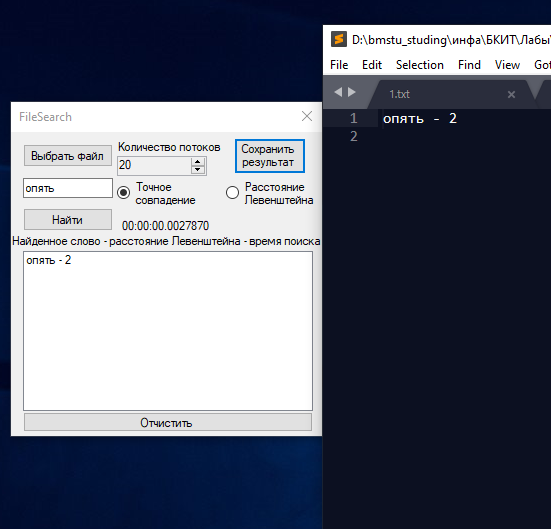 FileSearch
Выбрать файл
Количество потоков
20
Сохранить
результат
опять
Точное
совпадение
Расстояние
Левенштейна
Найти
00:00:00.0027870
Найденное слово - расстояние Левенштейна - время поиска
опять - 2
Отчистить
D:\bmstu_studing\инфа\БКИТ\Лабы\
File Edit Selection Find View Got
1.txt
1 опять - 2
2